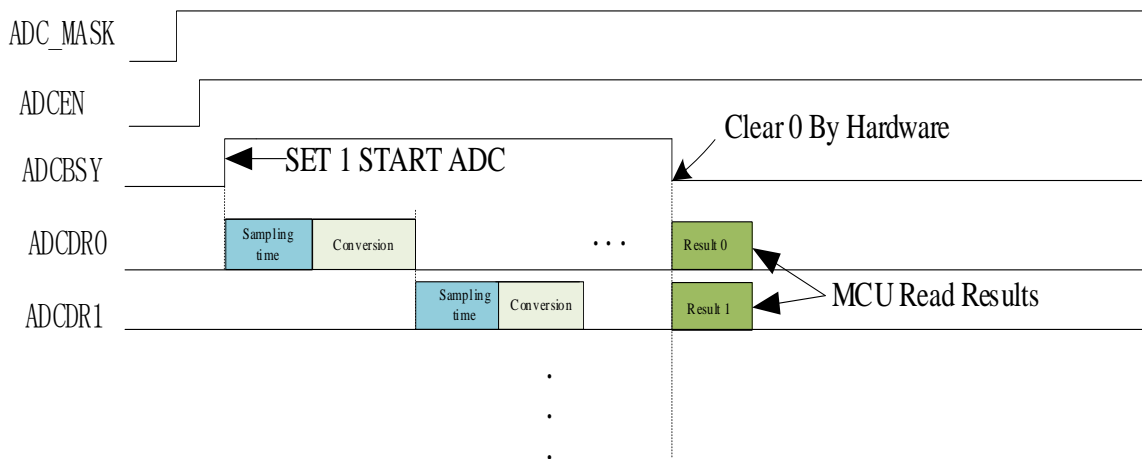 ADC_MASK
ADCEN
Clear 0 By Hardware
ADCBSY
SET 1 START ADC
ADCDR0
Sampling
time
Conversion
...
Result 0
MCU Read Results
ADCDR1
Sampling
time
Conversion
Result 1